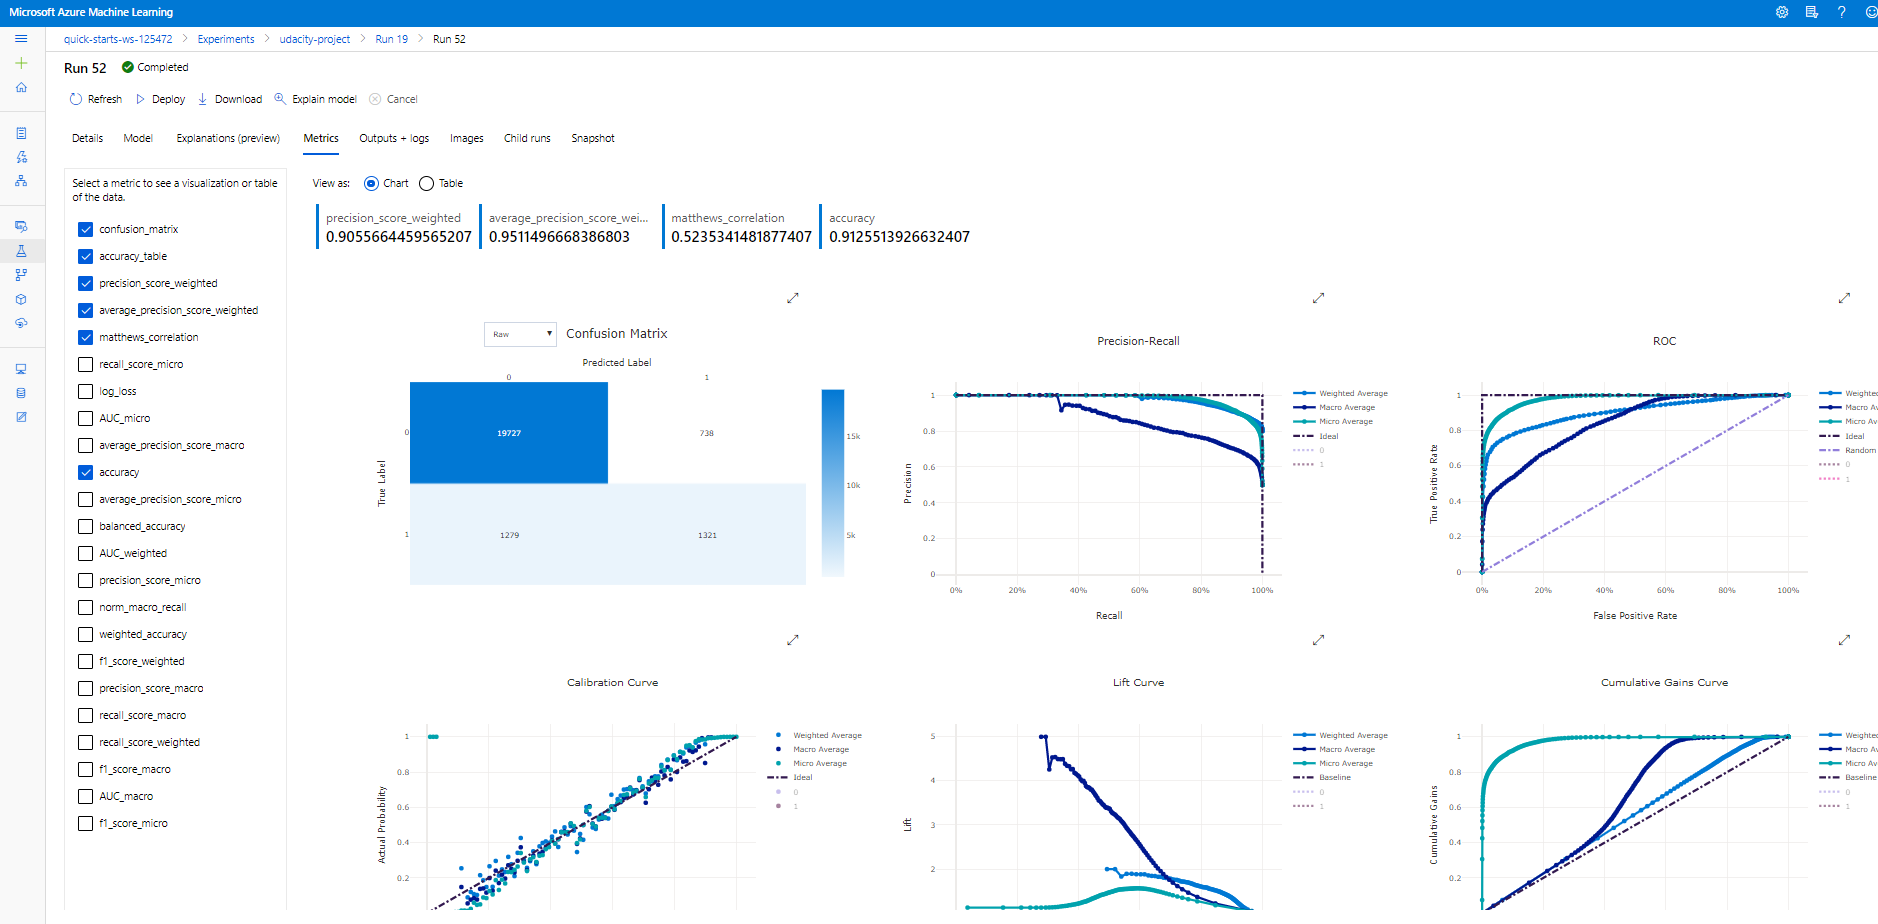 Microsoft Azure Machine Learning
quick-starts-ws-125472 > Experiments > udacity-project > Run 19 > Run 52
Run 52 Completed
Refresh Deploy Download Explain model Cancel
Details Model Explanations (preview) Metrics Outputs + logs Images Child runs Snapshot
Select a metric to see a visualization or table
of the data.
confusion_matrix
accuracy_table
precision_score_weighted
average_precision_score_weighted
matthews_correlation
recall_score_micro
log_loss
AUC_micro
average_precision_score_macro
accuracy
average_precision_score_micro
balanced_accuracy
AUC_weighted
precision_score_micro
norm_macro_recall
weighted_accuracy
f1_score_weighted
precision_score_macro
recall_score_macro
recall_score_weighted
f1_score_macro
AUC_macro
f1_score_micro
View as: Chart Table
precision_score_weighted
0.9055664459565207
average_precision_score_wei...
0.9511496668386803
matthews_correlation
0.5235341481877407
accuracy
0.9125513926632407
Raw Confusion Matrix
Predicted Label
0 1
True Label
0 19727 738
1 1279 1321
15k
10k
5k
Precision-Recall
Precision
1
0.8
0.6
0.4
0.2
0
0% 20% 40% 60% 80% 100%
Recall
Weighted Average
Macro Average
Micro Average
Ideal
0
1
ROC
True Positive Rate
1
0.8
0.6
0.4
0.2
0
0% 20% 40% 60% 80% 100%
False Positive Rate
Weighted
Macro Av
Micro Av
Ideal
Random
0
1
Calibration Curve
Actual Probability
1
0.8
0.6
0.4
0.2
Weighted Average
Macro Average
Micro Average
Ideal
0
1
Lift Curve
Lift
5
4
3
2
Weighted Average
Macro Average
Micro Average
Baseline
0
1
Cumulative Gains Curve
Cumulative Gains
1
0.8
0.6
0.4
0.2
Weighted
Macro Av
Micro Av
Baseline
0
1